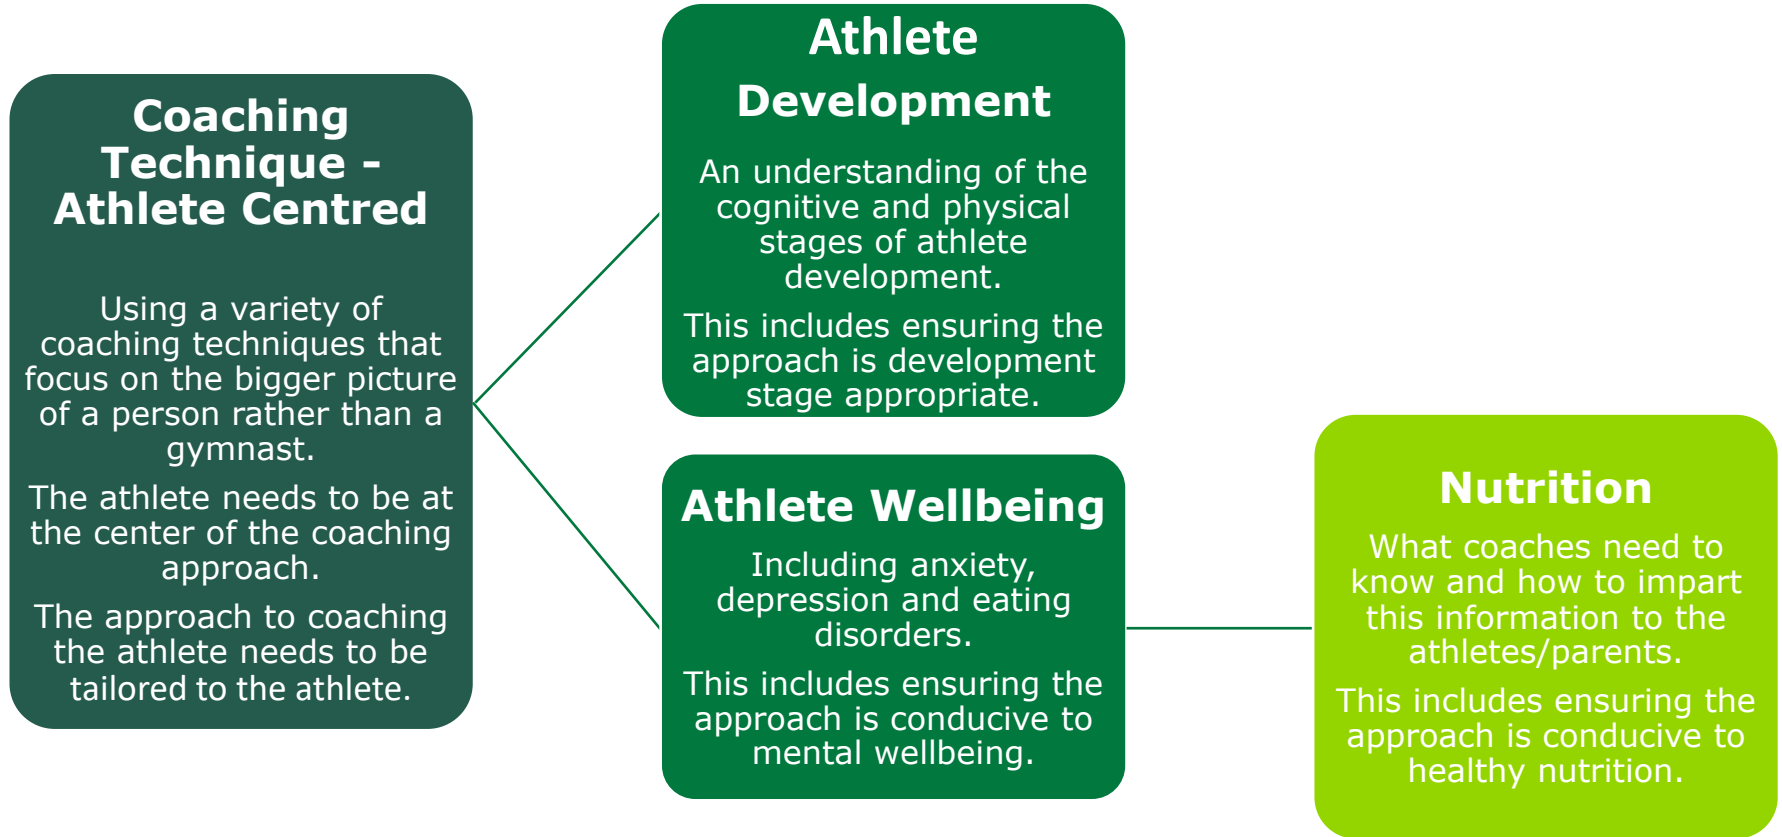 Coaching
Technique -
Athlete Centred
Using a variety of
coaching techniques that
focus on the bigger picture
of a person rather than a
gymnast.
The athlete needs to be at
the center of the coaching
approach.
The approach to coaching
the athlete needs to be
tailored to the athlete.
Athlete
Development
An understanding of the
cognitive and physical
stages of athlete
development.
This includes ensuring the
approach is development
stage appropriate.
Athlete Wellbeing
Including anxiety,
depression and eating
disorders.
This includes ensuring the
approach is conducive to
mental wellbeing.
Nutrition
What coaches need to
know and how to impart
this information to the
athletes/parents.
This includes ensuring the
approach is conducive to
healthy nutrition.